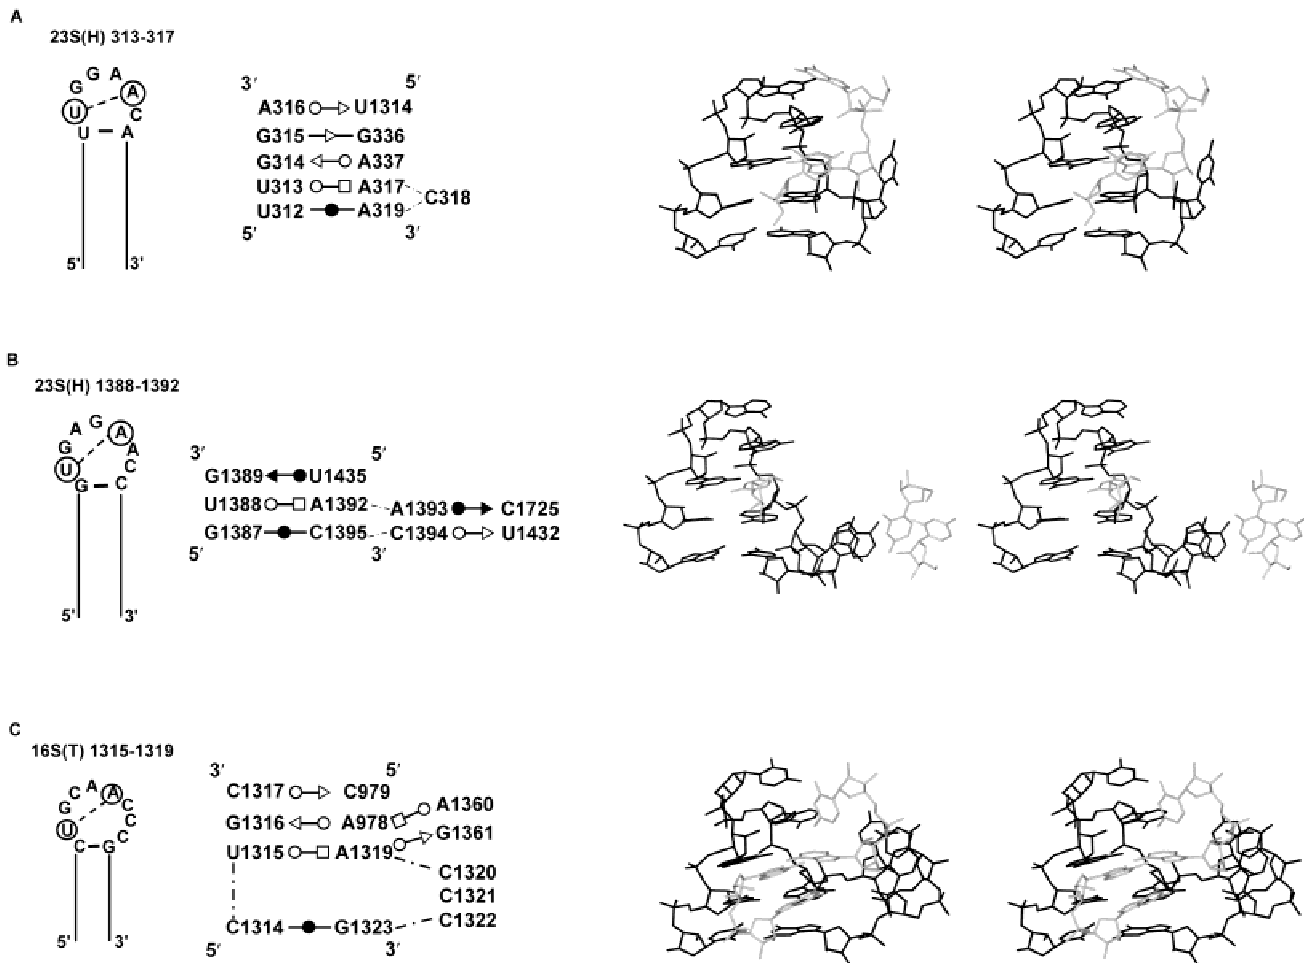 A
23S(H) 313-317
G A
G A
U C
U A
5' 3'
3′ 5′
A316 U1314
G315 G336
G314 A337
U313 A317
C318
U312 A319
5′ 3′
B
23S(H) 1388-1392
A G
G A
A
U C
G C
5' 3'
3′ 5′
G1389 U1435
U1388 A1392 A1393 C1725
G1387 C1395 C1394 U1432
5′ 3′
C
16S(T) 1315-1319
C A
G A
C
U C
C
C G
5' 3'
3′ 5′
C1317 C979
A1360
G1316 A978
G1361
U1315 A1319
C1320
C1321
C1322
C1314 G1323
5′ 3′